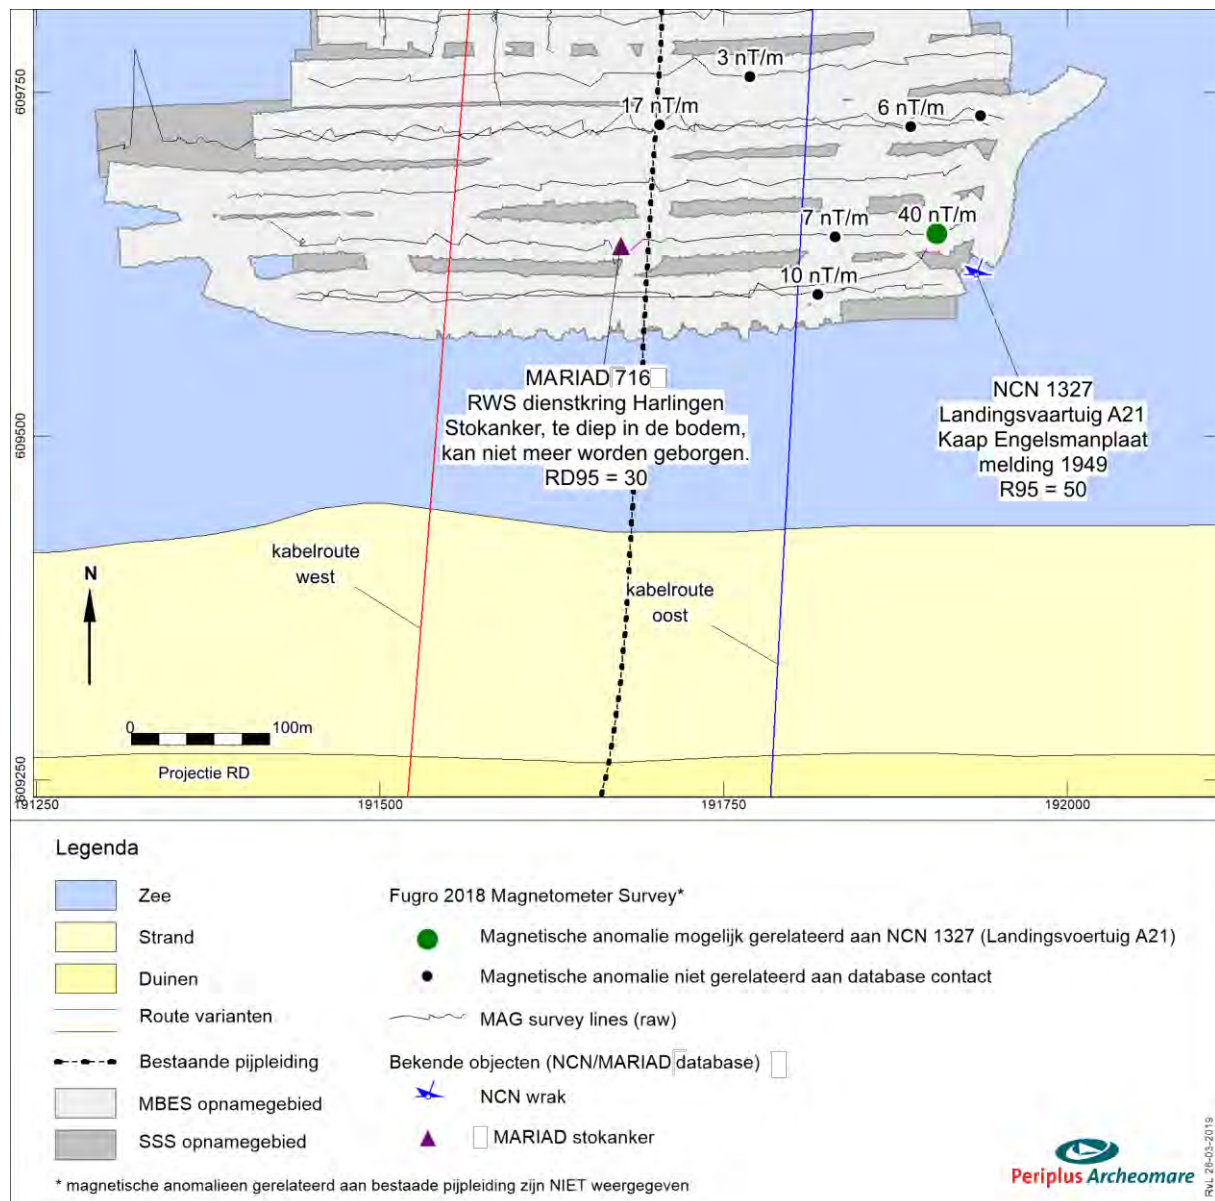 609750
609500
609250
3 nT/m
17 nT/m
6 nT/m
7 nT/m
40 nT/m
10 nT/m
MARIAD 716
RWS dienstkring Harlingen
Stokanker, te diep in de bodem,
kan niet meer worden geborgen.
RD95 = 30
NCN 1327
Landingsvaartuig A21
Kaap Engelsmanplaat
melding 1949
R95 = 50
kabelroute
west
kabelroute
oost
N
0 100m
Projectie RD
191250 191500 191750 192000
Legenda
Zee
Strand
Duinen
Route varianten
Bestaande pijpleiding
MBES opnamegebied
SSS opnamegebied
Fugro 2018 Magnetometer Survey*
Magnetische anomalie mogelijk gerelateerd aan NCN 1327 (Landingsvoertuig A21)
Magnetische anomalie niet gerelateerd aan database contact
MAG survey lines (raw)
Bekende objecten (NCN/MARIAD database)
NCN wrak
MARIAD stokanker
* magnetische anomalieen gerelateerd aan bestaade pijpleiding zijn NIET weergegeven
Periplus Archeomare
RvL 26-03-2019